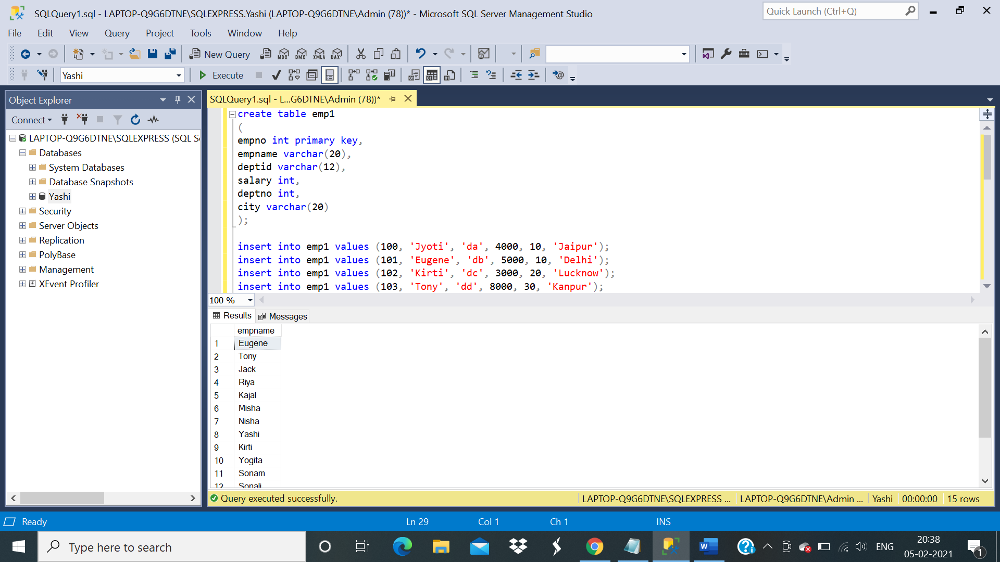 SQLQuery1.sql - LAPTOP-Q9G6DTNE\SQLEXPRESS.Yashi (LAPTOP-Q9G6DTNE\Admin (78))* - Microsoft SQL Server Management Studio
Quick Launch (Ctrl+Q)
File Edit View Query Project Tools Window Help
New Query MDX DMX XMLA DAX
Yashi Execute
Object Explorer
SQLQuery1.sql - L...G6DTNE\Admin (78))*
Connect
LAPTOP-Q9G6DTNE\SQLEXPRESS (SQL S
Databases
System Databases
Database Snapshots
Yashi
Security
Server Objects
Replication
PolyBase
Management
XEvent Profiler
create table emp1
(
empno int primary key,
empname varchar(20),
deptid varchar(12),
salary int,
deptno int,
city varchar(20)
);
insert into emp1 values (100, 'Jyoti', 'da', 4000, 10, 'Jaipur');
insert into emp1 values (101, 'Eugene', 'db', 5000, 10, 'Delhi');
insert into emp1 values (102, 'Kirti', 'dc', 3000, 20, 'Lucknow');
insert into emp1 values (103, 'Tony', 'dd', 8000, 30, 'Kanpur');
100 %
Results Messages
empname
1 Eugene
2 Tony
3 Jack
4 Riya
5 Kajal
6 Misha
7 Nisha
8 Yashi
9 Kirti
10 Yogita
11 Sonam
12 Sonali
Query executed successfully. LAPTOP-Q9G6DTNE\SQLEXPRESS ... LAPTOP-Q9G6DTNE\Admin ... Yashi 00:00:00 15 rows
Ready Ln 29 Col 1 Ch 1 INS
Type here to search
ENG
20:38
05-02-2021
1